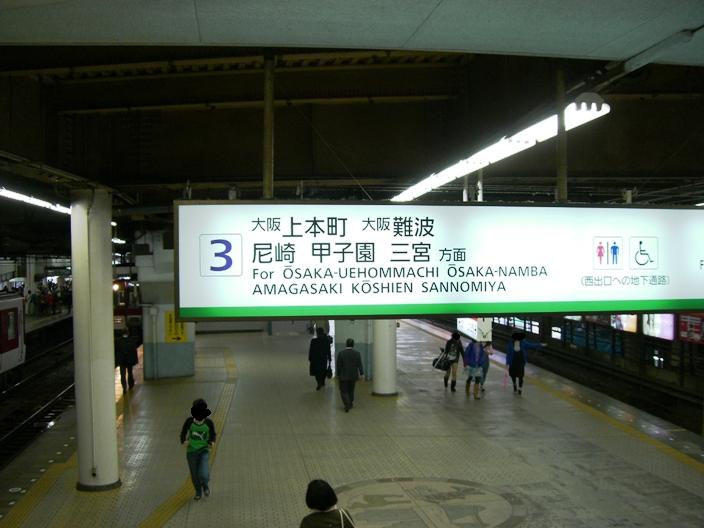 3
大阪上本町 大阪難波
尼崎 甲子園 三宮 方面
For ŌSAKA-UEHOMMACHI ŌSAKA-NAMBA
AMAGASAKI KŌSHIEN SANNOMIYA
(西出口への地下通路)
F